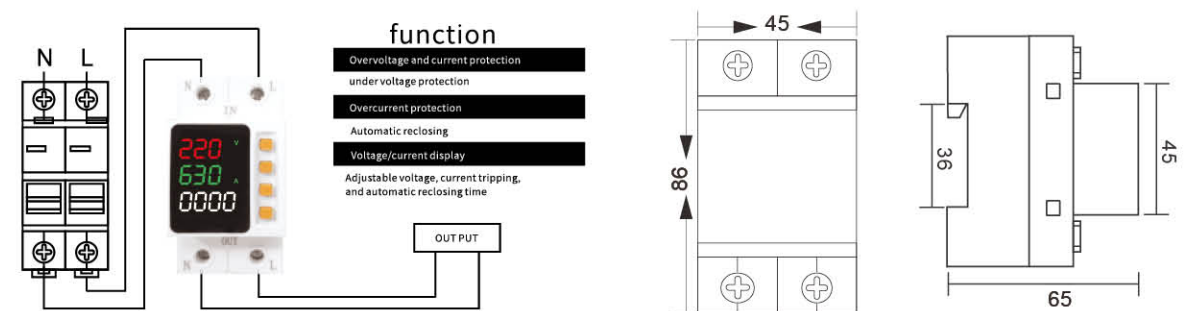 function
N L
Overvoltage and current protection
under voltage protection
Overcurrent protection
Automatic reclosing
Voltage/current display
Adjustable voltage, current tripping,
and automatic reclosing time
N L
IN
220 V
630 A
0000
OUT
N L
OUT PUT
45
86
36
45
65